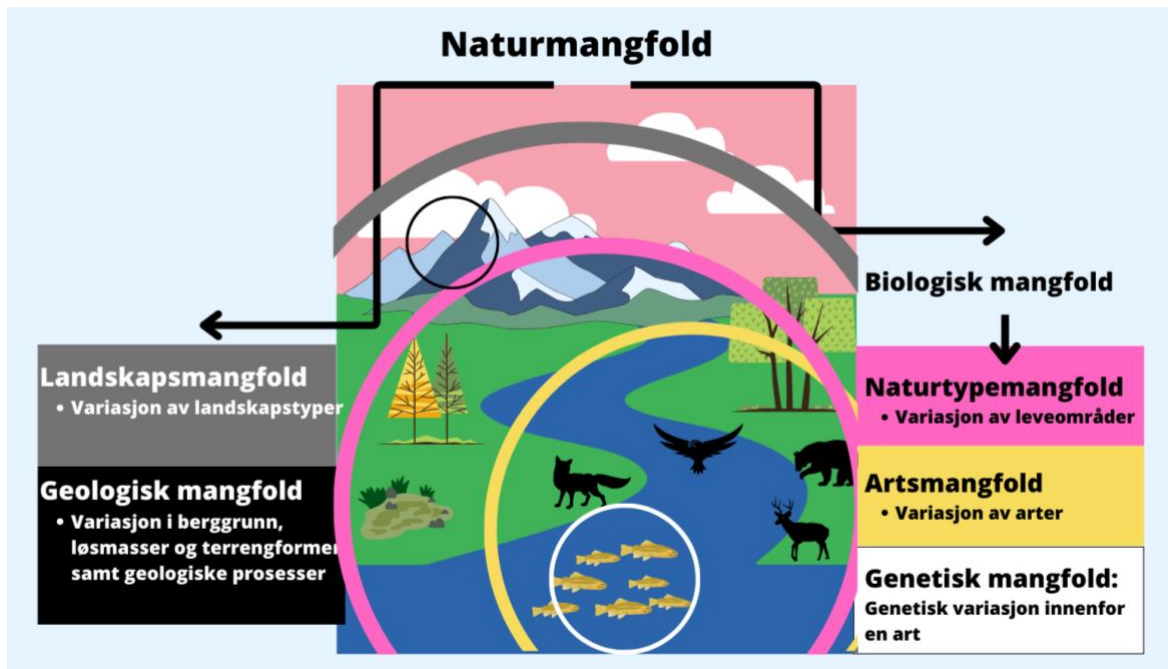 Naturmangfold
Landskapsmangfold
• Variasjon av landskapstyper
Geologisk mangfold
• Variasjon i berggrunn,
løsmasser og terrengformer
samt geologiske prosesser
Biologisk mangfold
Naturtypemangfold
• Variasjon av leveområder
Artsmangfold
• Variasjon av arter
Genetisk mangfold:
Genetisk variasjon innenfor
en art